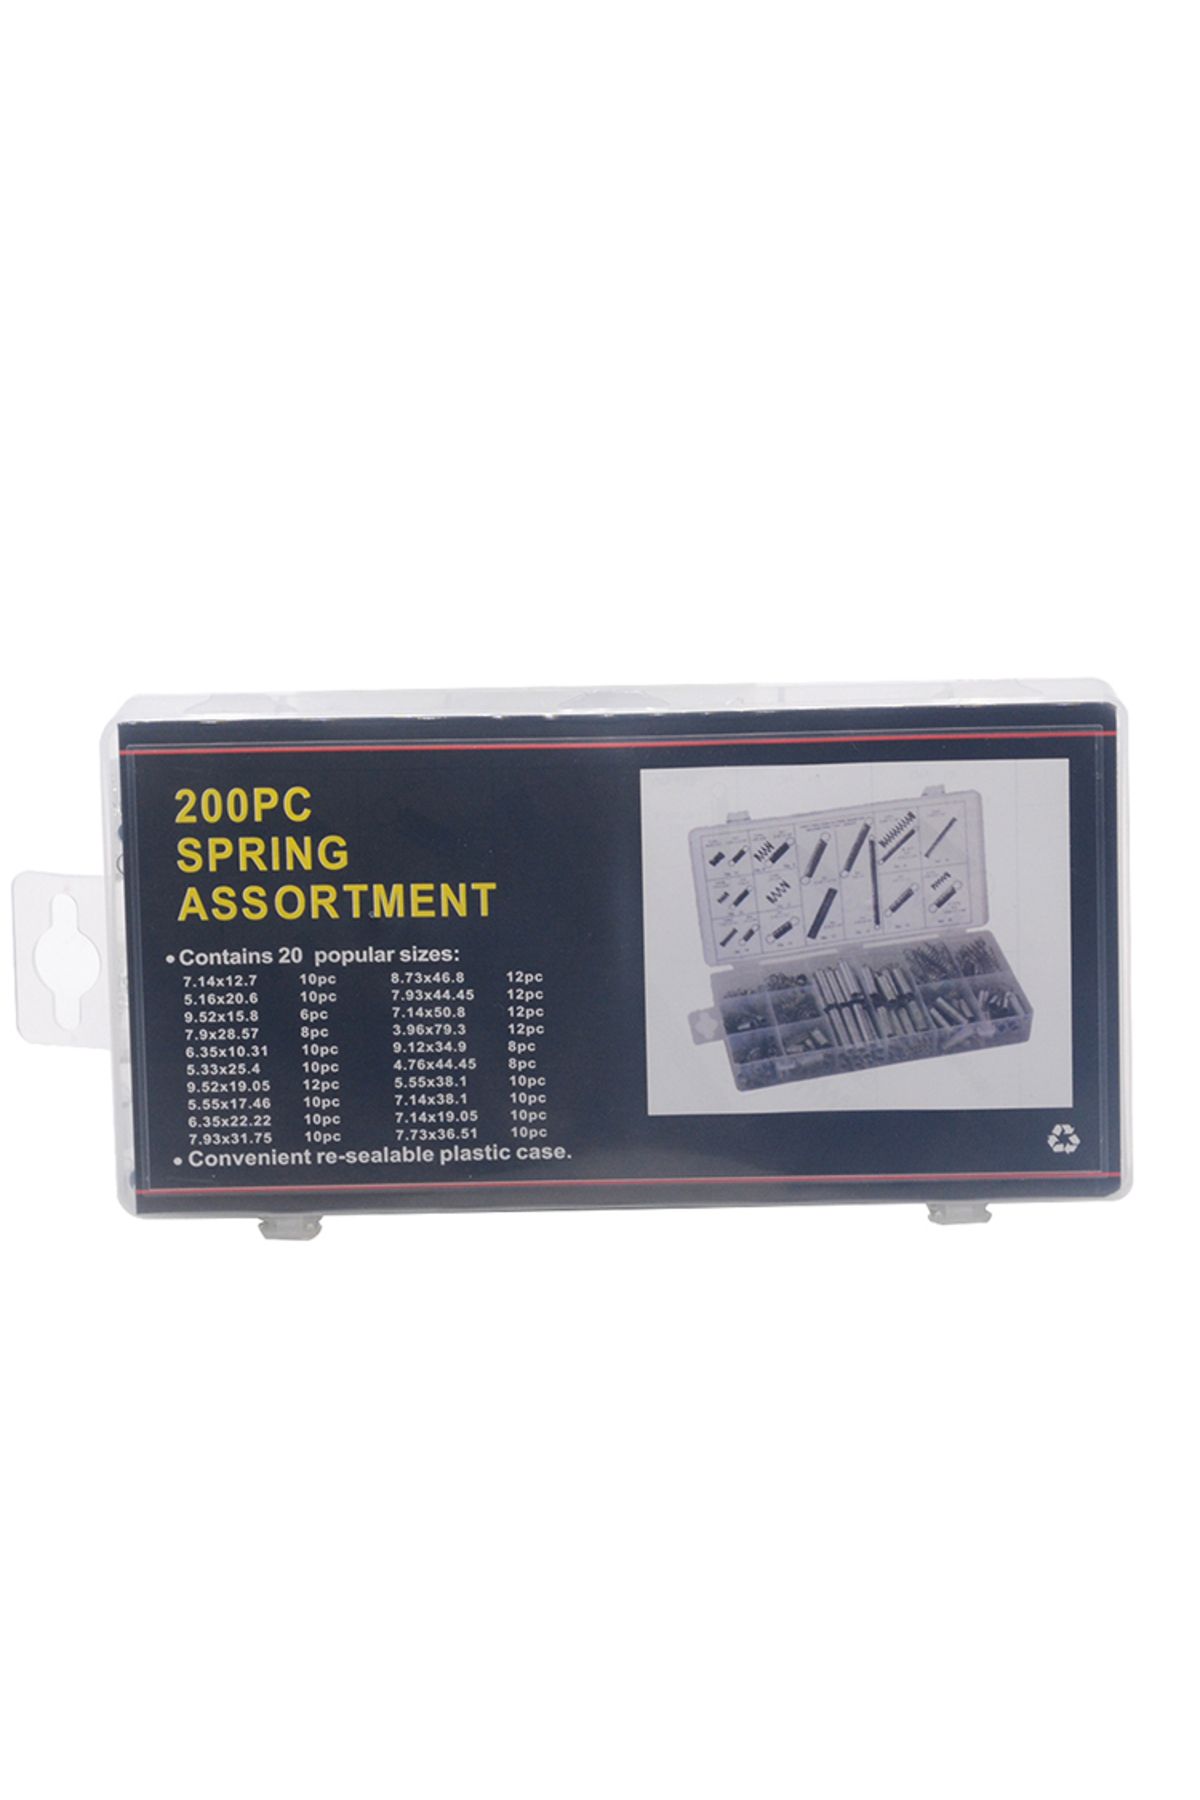 200PC
SPRING
ASSORTMENT
•Contains 20 popular sizes:
7.14x12.7 10pc 8.73x46.8 12pc
5.16x20.6 10pc 7.93x44.45 12pc
9.52x15.8 6pc 7.14x50.8 12pc
7.9x28.57 8pc 3.96x79.3 12pc
6.35x10.31 10pc 9.12x34.9 8pc
5.33x25.4 10pc 4.76x44.45 8pc
9.52x19.05 12pc 5.55x38.1 10pc
5.55x17.46 10pc 7.14x38.1 10pc
6.35x22.22 10pc 7.14x19.05 10pc
7.93x31.75 10pc 7.73x36.51 10pc
• Convenient re-sealable plastic case.